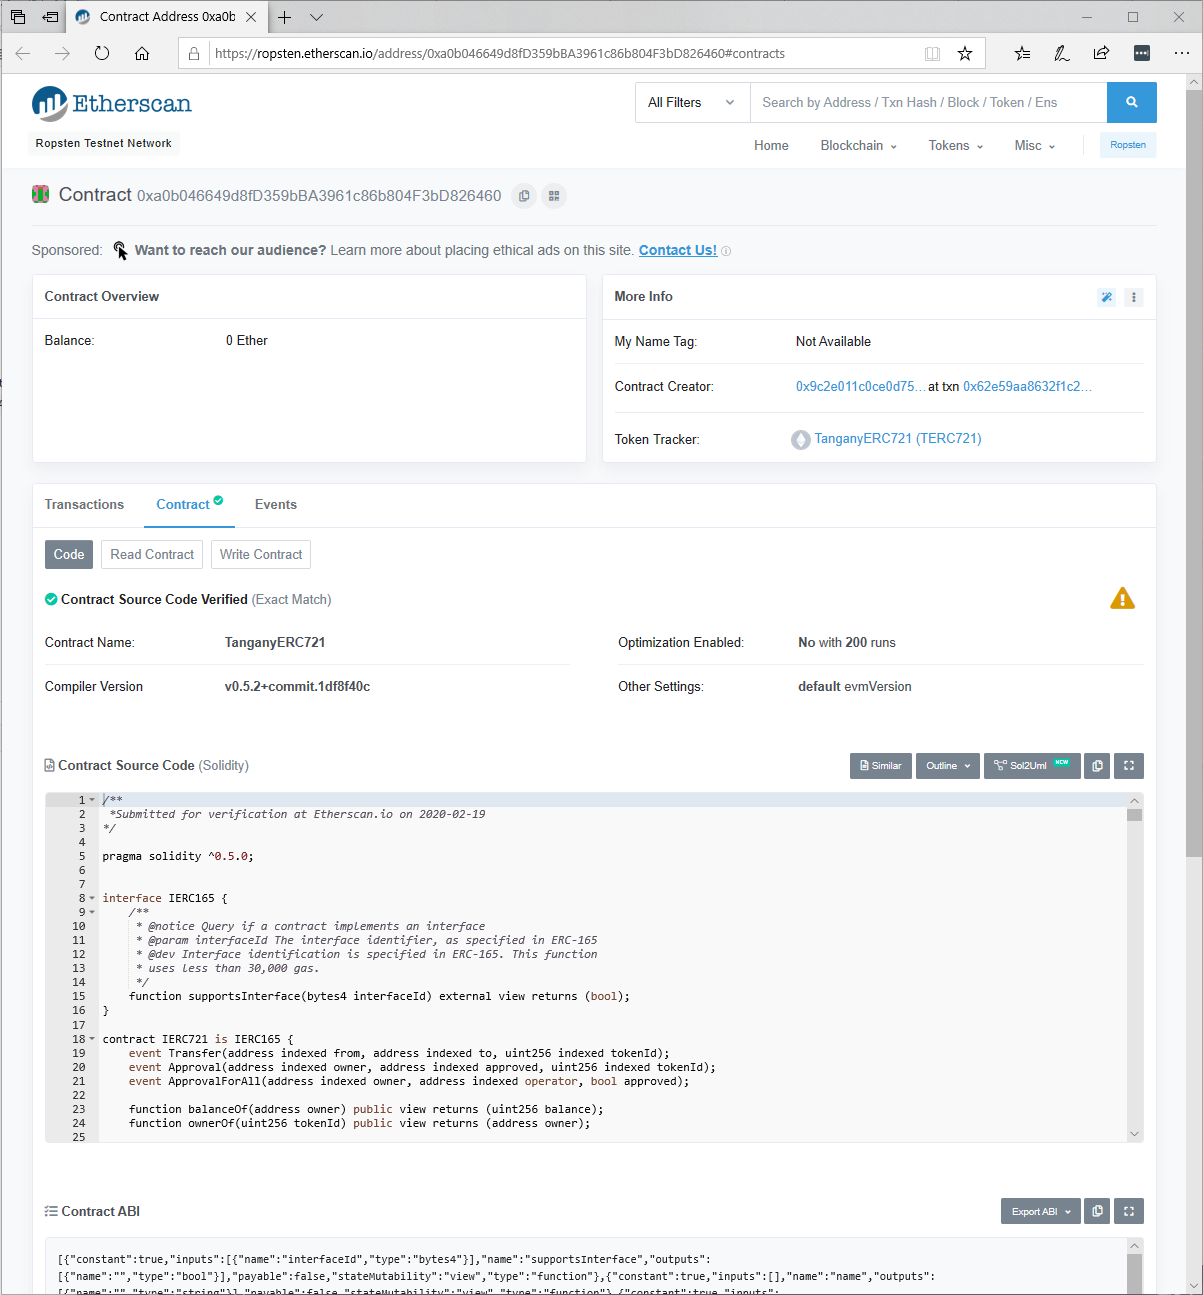 Contract Address 0xa0b
https://ropsten.etherscan.io/address/0xa0b046649d8fD359bBA3961c86b804F3bD826460#contracts
Etherscan
All Filters
Search by Address / Txn Hash / Block / Token / Ens
Ropsten Testnet Network
Home Blockchain Tokens Misc Ropsten
Contract 0xa0b046649d8fD359bBA3961c86b804F3bD826460
Sponsored: Want to reach our audience? Learn more about placing ethical ads on this site. Contact Us!
Contract Overview
Balance: 0 Ether
More Info
My Name Tag: Not Available
Contract Creator: 0x9c2e011c0ce0d75... at txn 0x62e59aa8632f1c2...
Token Tracker: TanganyERC721 (TERC721)
Transactions Contract Events
Code Read Contract Write Contract
Contract Source Code Verified (Exact Match)
Contract Name: TanganyERC721
Optimization Enabled: No with 200 runs
Compiler Version v0.5.2+commit.1df8f40c
Other Settings: default evmVersion
Contract Source Code (Solidity)
Similar Outline Sol2Uml NEW
1 /**
2 *Submitted for verification at Etherscan.io on 2020-02-19
3 */
4
5 pragma solidity ^0.5.0;
6
7
8 interface IERC165 {
9 /**
10 * @notice Query if a contract implements an interface
11 * @param interfaceId The interface identifier, as specified in ERC-165
12 * @dev Interface identification is specified in ERC-165. This function
13 * uses less than 30,000 gas.
14 */
15 function supportsInterface(bytes4 interfaceId) external view returns (bool);
16 }
17
18 contract IERC721 is IERC165 {
19 event Transfer(address indexed from, address indexed to, uint256 indexed tokenId);
20 event Approval(address indexed owner, address indexed approved, uint256 indexed tokenId);
21 event ApprovalForAll(address indexed owner, address indexed operator, bool approved);
22
23 function balanceOf(address owner) public view returns (uint256 balance);
24 function ownerOf(uint256 tokenId) public view returns (address owner);
25
Contract ABI
Export ABI
[{"constant":true,"inputs":[{"name":"interfaceId","type":"bytes4"}],"name":"supportsInterface","outputs":
[{"name":"","type":"bool"}],"payable":false,"stateMutability":"view","type":"function"},{"constant":true,"inputs":[],"name":"name","outputs":
[{"name":"","type":"string"}],"payable":false,"stateMutability":"view","type":"function"},{"constant":true,"inputs":